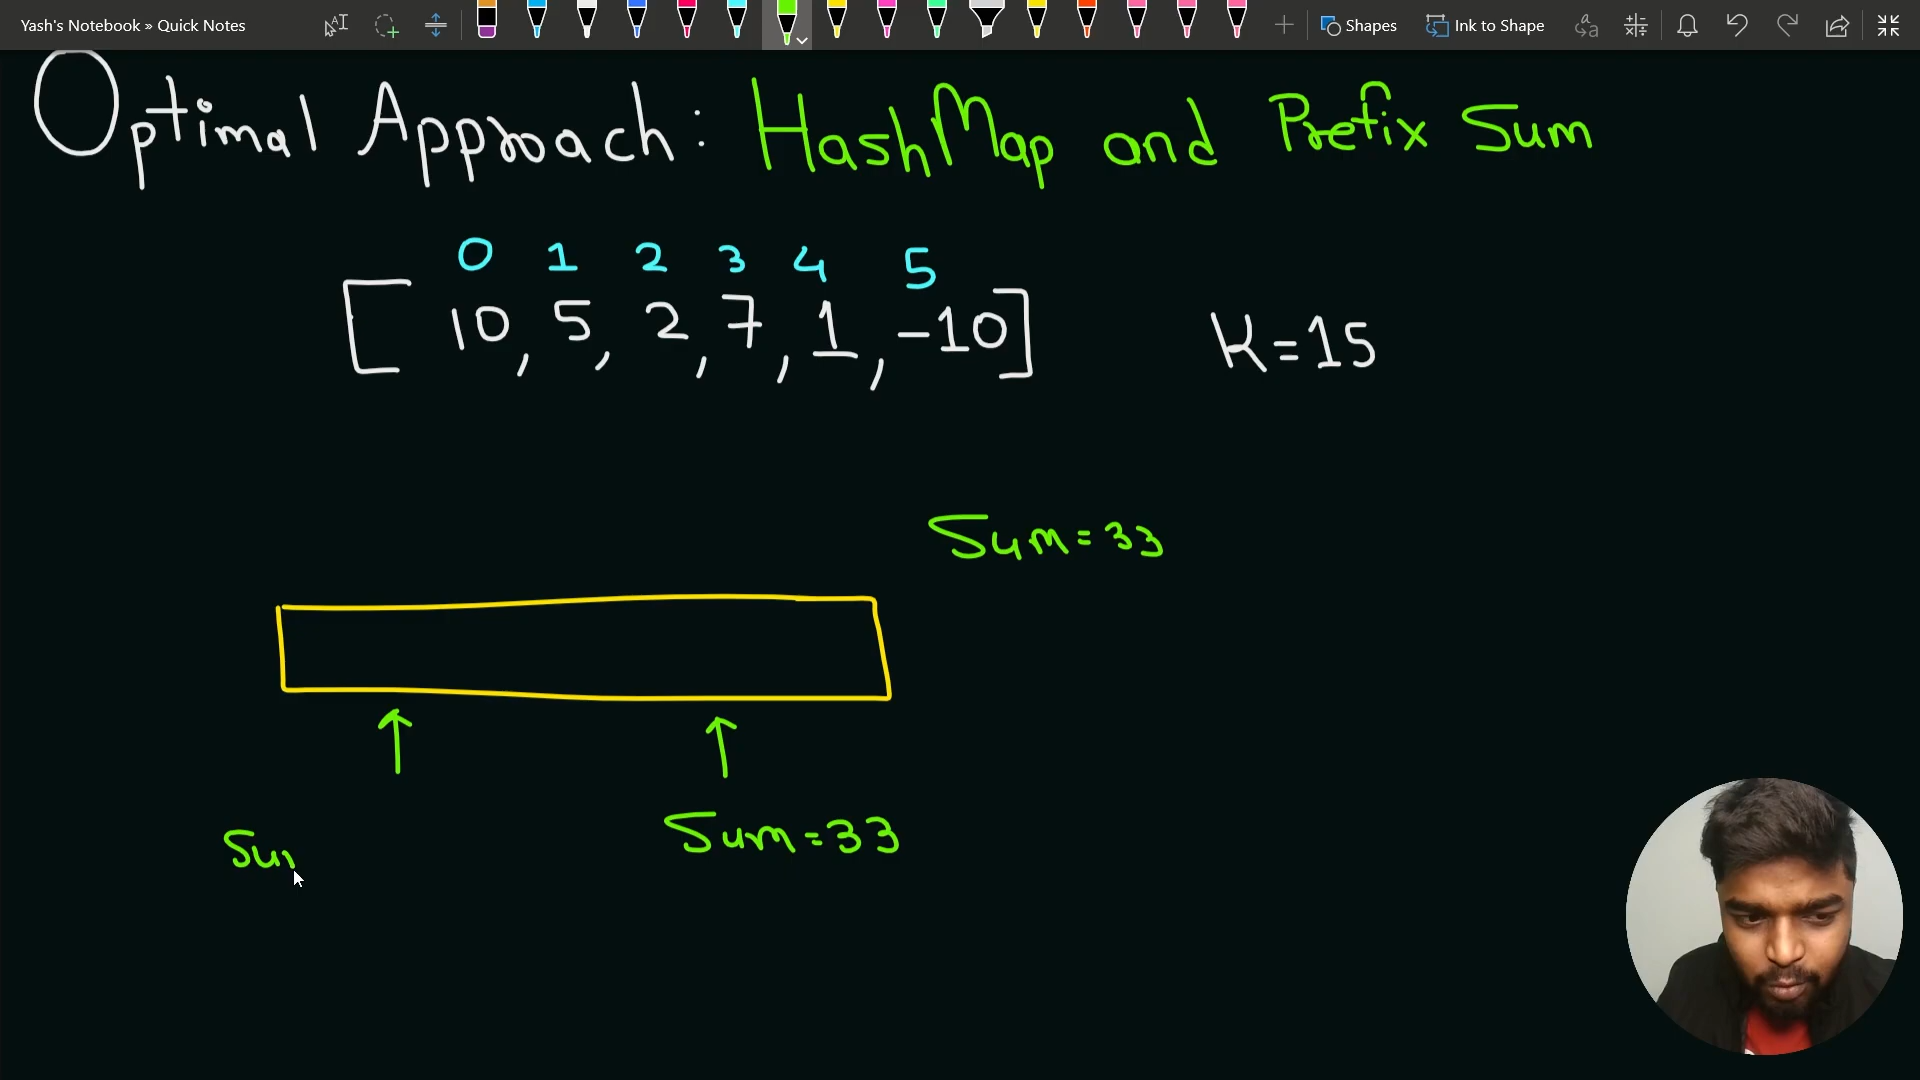 Yash's Notebook » Quick Notes
Shapes
Ink to Shape
Optimal Approach: HashMap and Prefix Sum
0 1 2 3 4 5
[ 10, 5, 2, 7, 1, -10]
K=15
Sum=33
Sum=33
Su